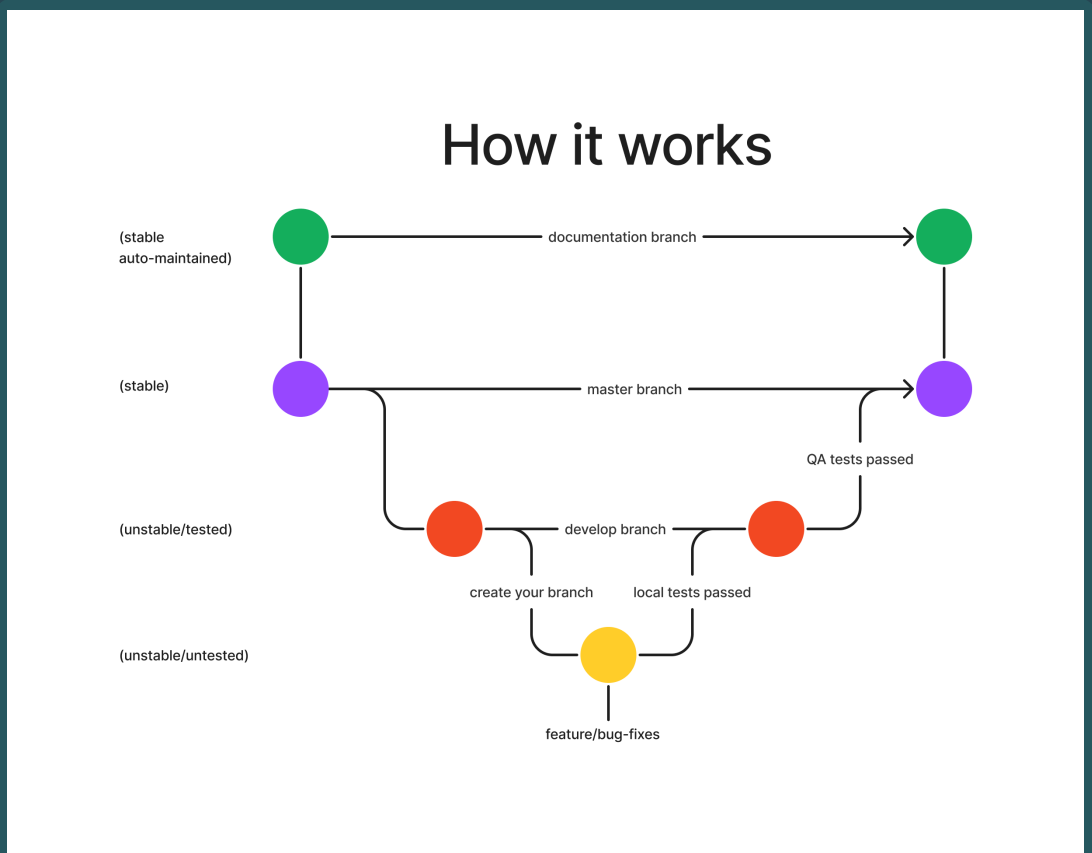 How it works
(stable
auto-maintained)
documentation branch
(stable)
master branch
QA tests passed
(unstable/tested)
develop branch
create your branch
local tests passed
(unstable/untested)
feature/bug-fixes